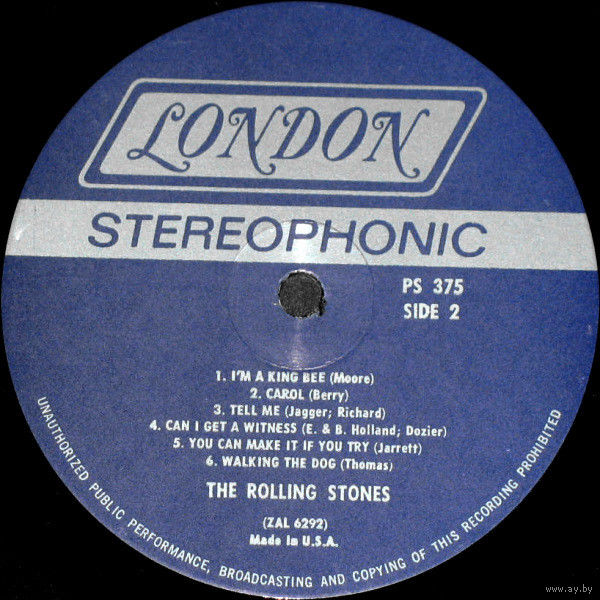 LONDON
STEREOPHONIC
PS 375
SIDE 2
1. I'M A KING BEE (Moore)
2. CAROL (Berry)
3. TELL ME (Jagger; Richard)
4. CAN I GET A WITNESS (E. & B. Holland; Dozier)
5. YOU CAN MAKE IT IF YOU TRY (Jarrett)
6. WALKING THE DOG (Thomas)
THE ROLLING STONES
(ZAL 6292)
Made in U.S.A.
UNAUTHORIZED PUBLIC PERFORMANCE, BROADCASTING AND COPYING OF THIS RECORDING PROHIBITED
www.ay.by